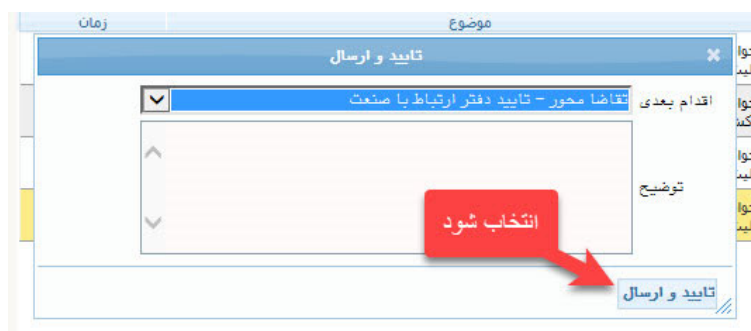 موضوع
زمان
تایید و ارسال
اقدام بعدی
تقاضا محور - تایید دفتر ارتباط با صنعت
توضیح
انتخاب شود
تایید و ارسال